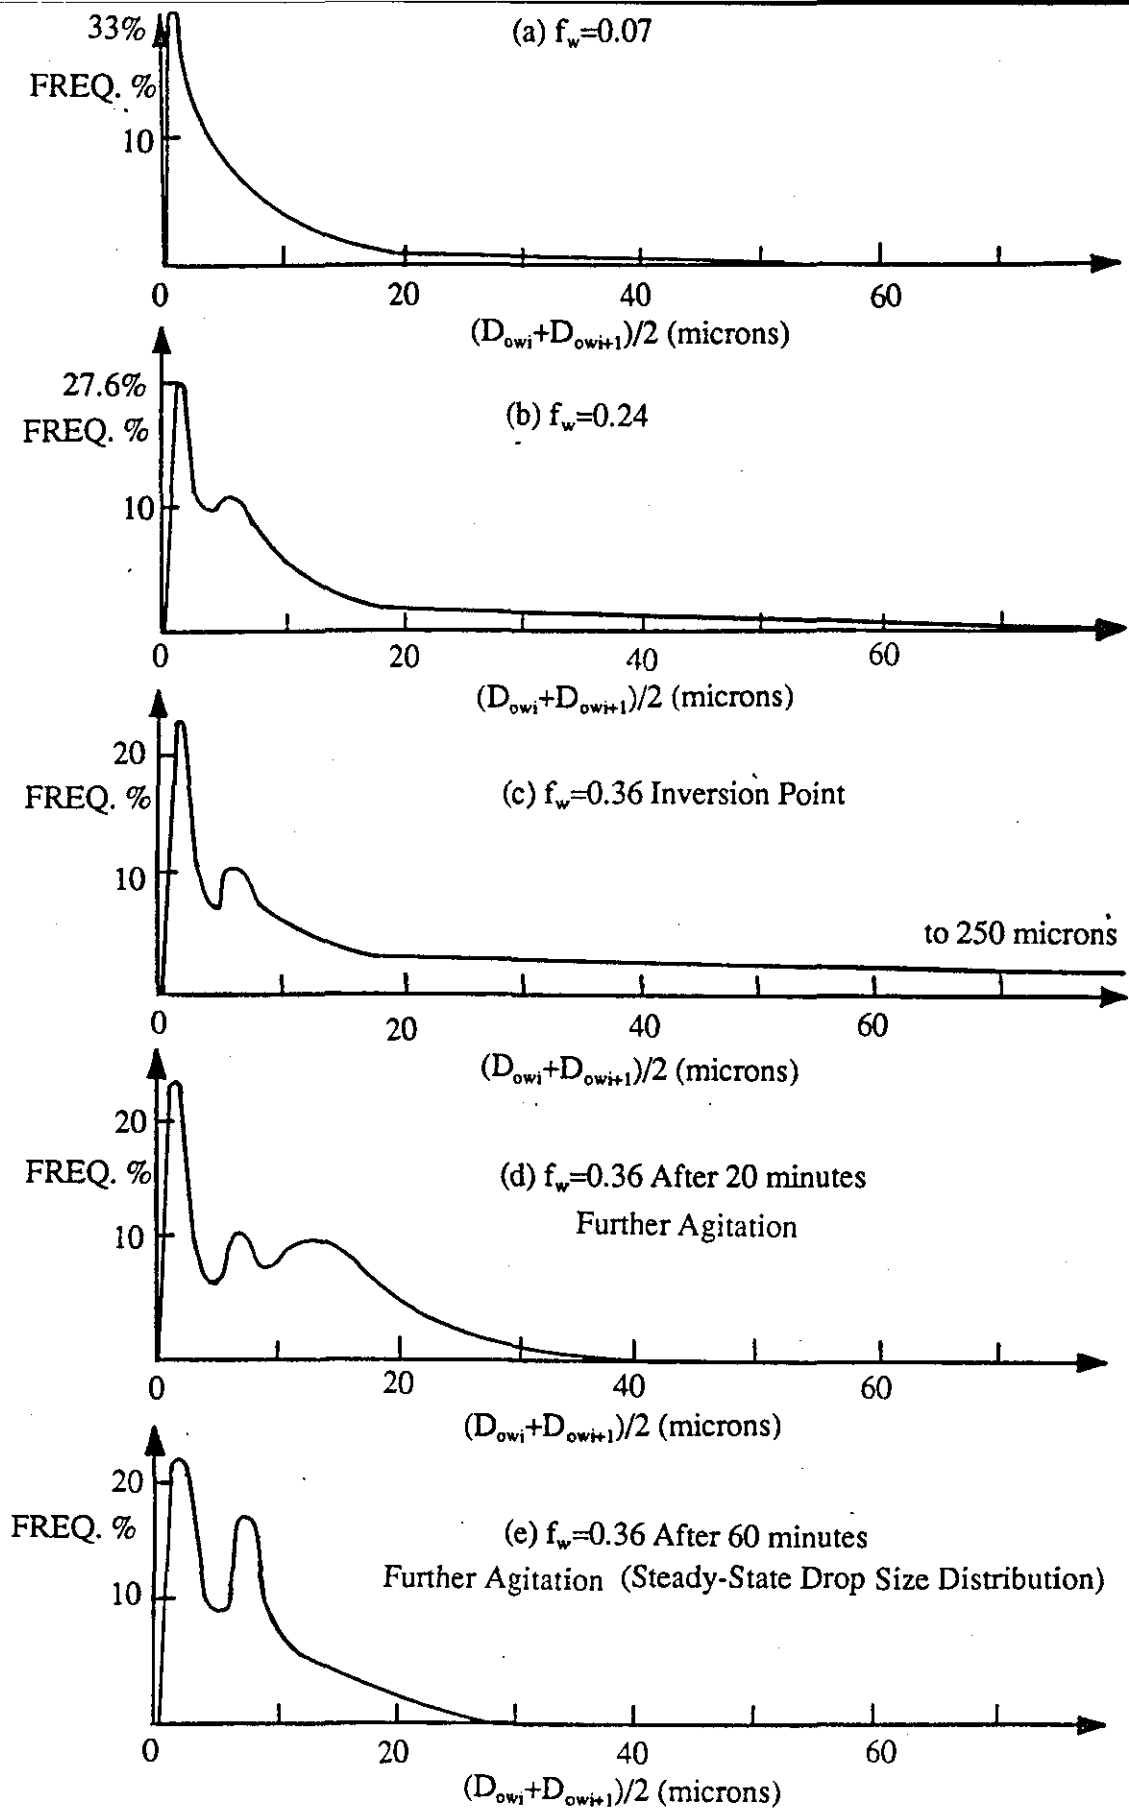 33%
(a) f_w=0.07
FREQ. %
10
0 20 40 60
(D_owi+D_owi+1)/2 (microns)
27.6%
(b) f_w=0.24
FREQ. %
10
0 20 40 60
(D_owi+D_owi+1)/2 (microns)
20
FREQ. %
(c) f_w=0.36 Inversion Point
10
to 250 microns
0 20 40 60
(D_owi+D_owi+1)/2 (microns)
20
FREQ. %
(d) f_w=0.36 After 20 minutes
Further Agitation
10
0 20 40 60
(D_owi+D_owi+1)/2 (microns)
20
FREQ. %
(e) f_w=0.36 After 60 minutes
Further Agitation (Steady-State Drop Size Distribution)
10
0 20 40 60
(D_owi+D_owi+1)/2 (microns)